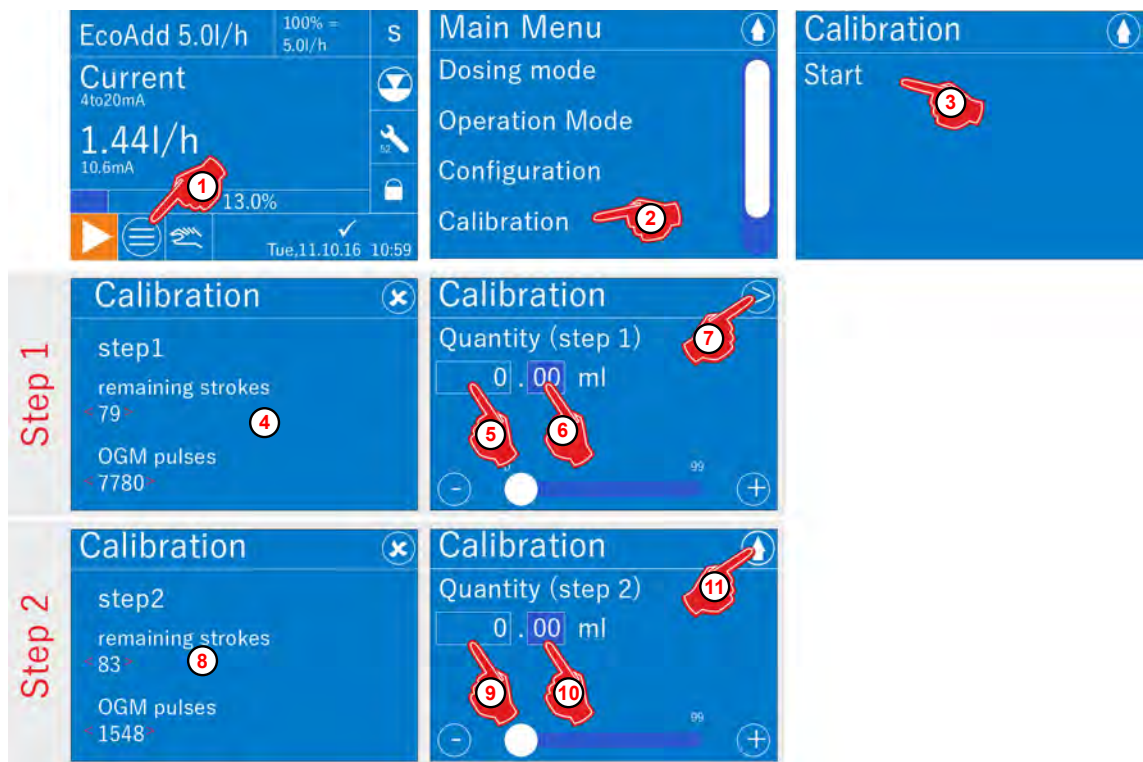 EcoAdd 5.0l/h
100% =
5.0l/h
S
Current
4to20mA
1.44l/h
10.6mA
52
1
13.0%
Tue,11.10.16 10:59
Main Menu
Dosing mode
Operation Mode
Configuration
Calibration
2
Calibration
Start
3
Step 1
Calibration
step1
remaining strokes
<79>
4
OGM pulses
<7780>
Calibration
>
Quantity (step 1)
7
0.00 ml
5
6
0
99
-
+
Step 2
Calibration
step2
remaining strokes
<83>
8
OGM pulses
<1548>
Calibration
Quantity (step 2)
11
0.00 ml
9
10
99
-
+